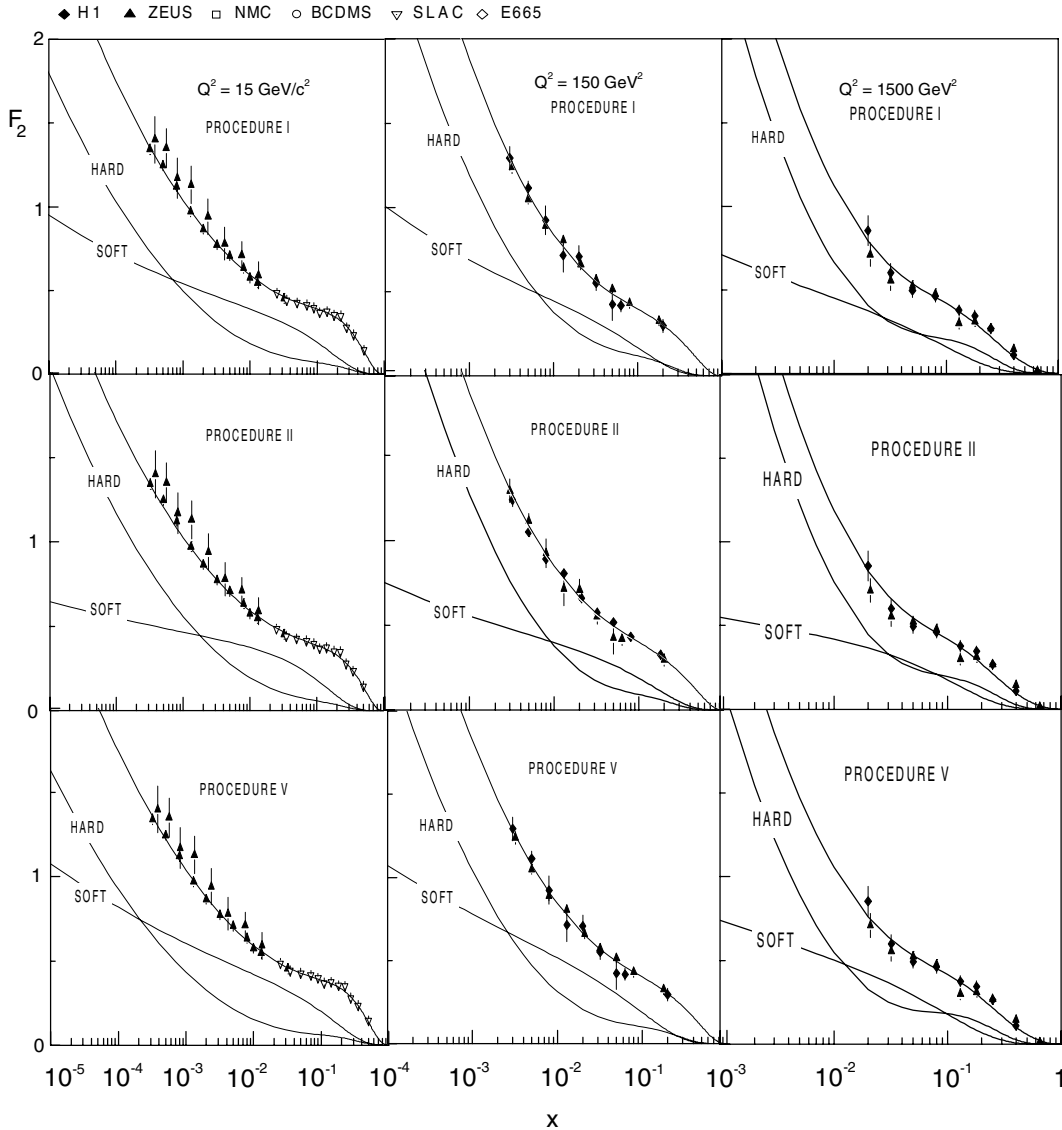 H1 ZEUS NMC BCDMS SLAC E665
2
Q² = 15 GeV/c² Q² = 150 GeV² Q² = 1500 GeV²
F₂
PROCEDURE I PROCEDURE I PROCEDURE I
HARD HARD HARD
1
SOFT SOFT SOFT
0
PROCEDURE II PROCEDURE II PROCEDURE II
HARD HARD HARD
1
SOFT SOFT SOFT
0
PROCEDURE V PROCEDURE V PROCEDURE V
HARD HARD HARD
1
SOFT SOFT SOFT
0
10⁻⁵ 10⁻⁴ 10⁻³ 10⁻² 10⁻¹ 10⁻³ 10⁻² 10⁻¹ 10⁻³ 10⁻² 10⁻¹ 1
x